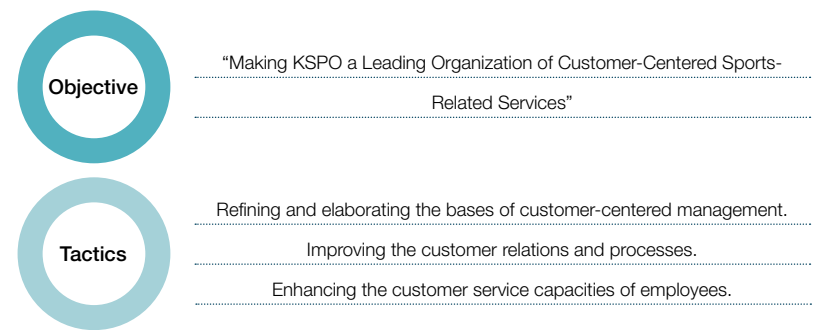 Objective
“Making KSPO a Leading Organization of Customer-Centered Sports-
Related Services”
Tactics
Refining and elaborating the bases of customer-centered management.
Improving the customer relations and processes.
Enhancing the customer service capacities of employees.